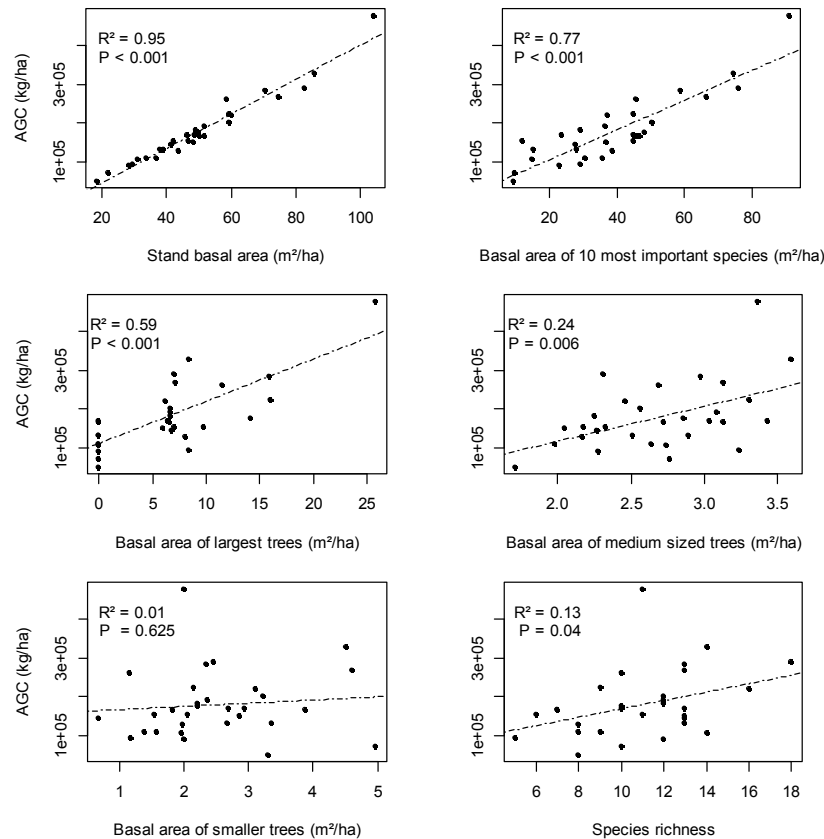 R² = 0.95
P < 0.001
AGC (kg/ha)
1e+05 3e+05
20 40 60 80 100
Stand basal area (m²/ha)
R² = 0.77
P < 0.001
1e+05 3e+05
20 40 60 80
Basal area of 10 most important species (m²/ha)
R² = 0.59
P < 0.001
AGC (kg/ha)
1e+05 3e+05
0 5 10 15 20 25
Basal area of largest trees (m²/ha)
R² = 0.24
P = 0.006
1e+05 3e+05
2.0 2.5 3.0 3.5
Basal area of medium sized trees (m²/ha)
R² = 0.01
P = 0.625
AGC (kg/ha)
1e+05 3e+05
1 2 3 4 5
Basal area of smaller trees (m²/ha)
R² = 0.13
P = 0.04
1e+05 3e+05
6 8 10 12 14 16 18
Species richness